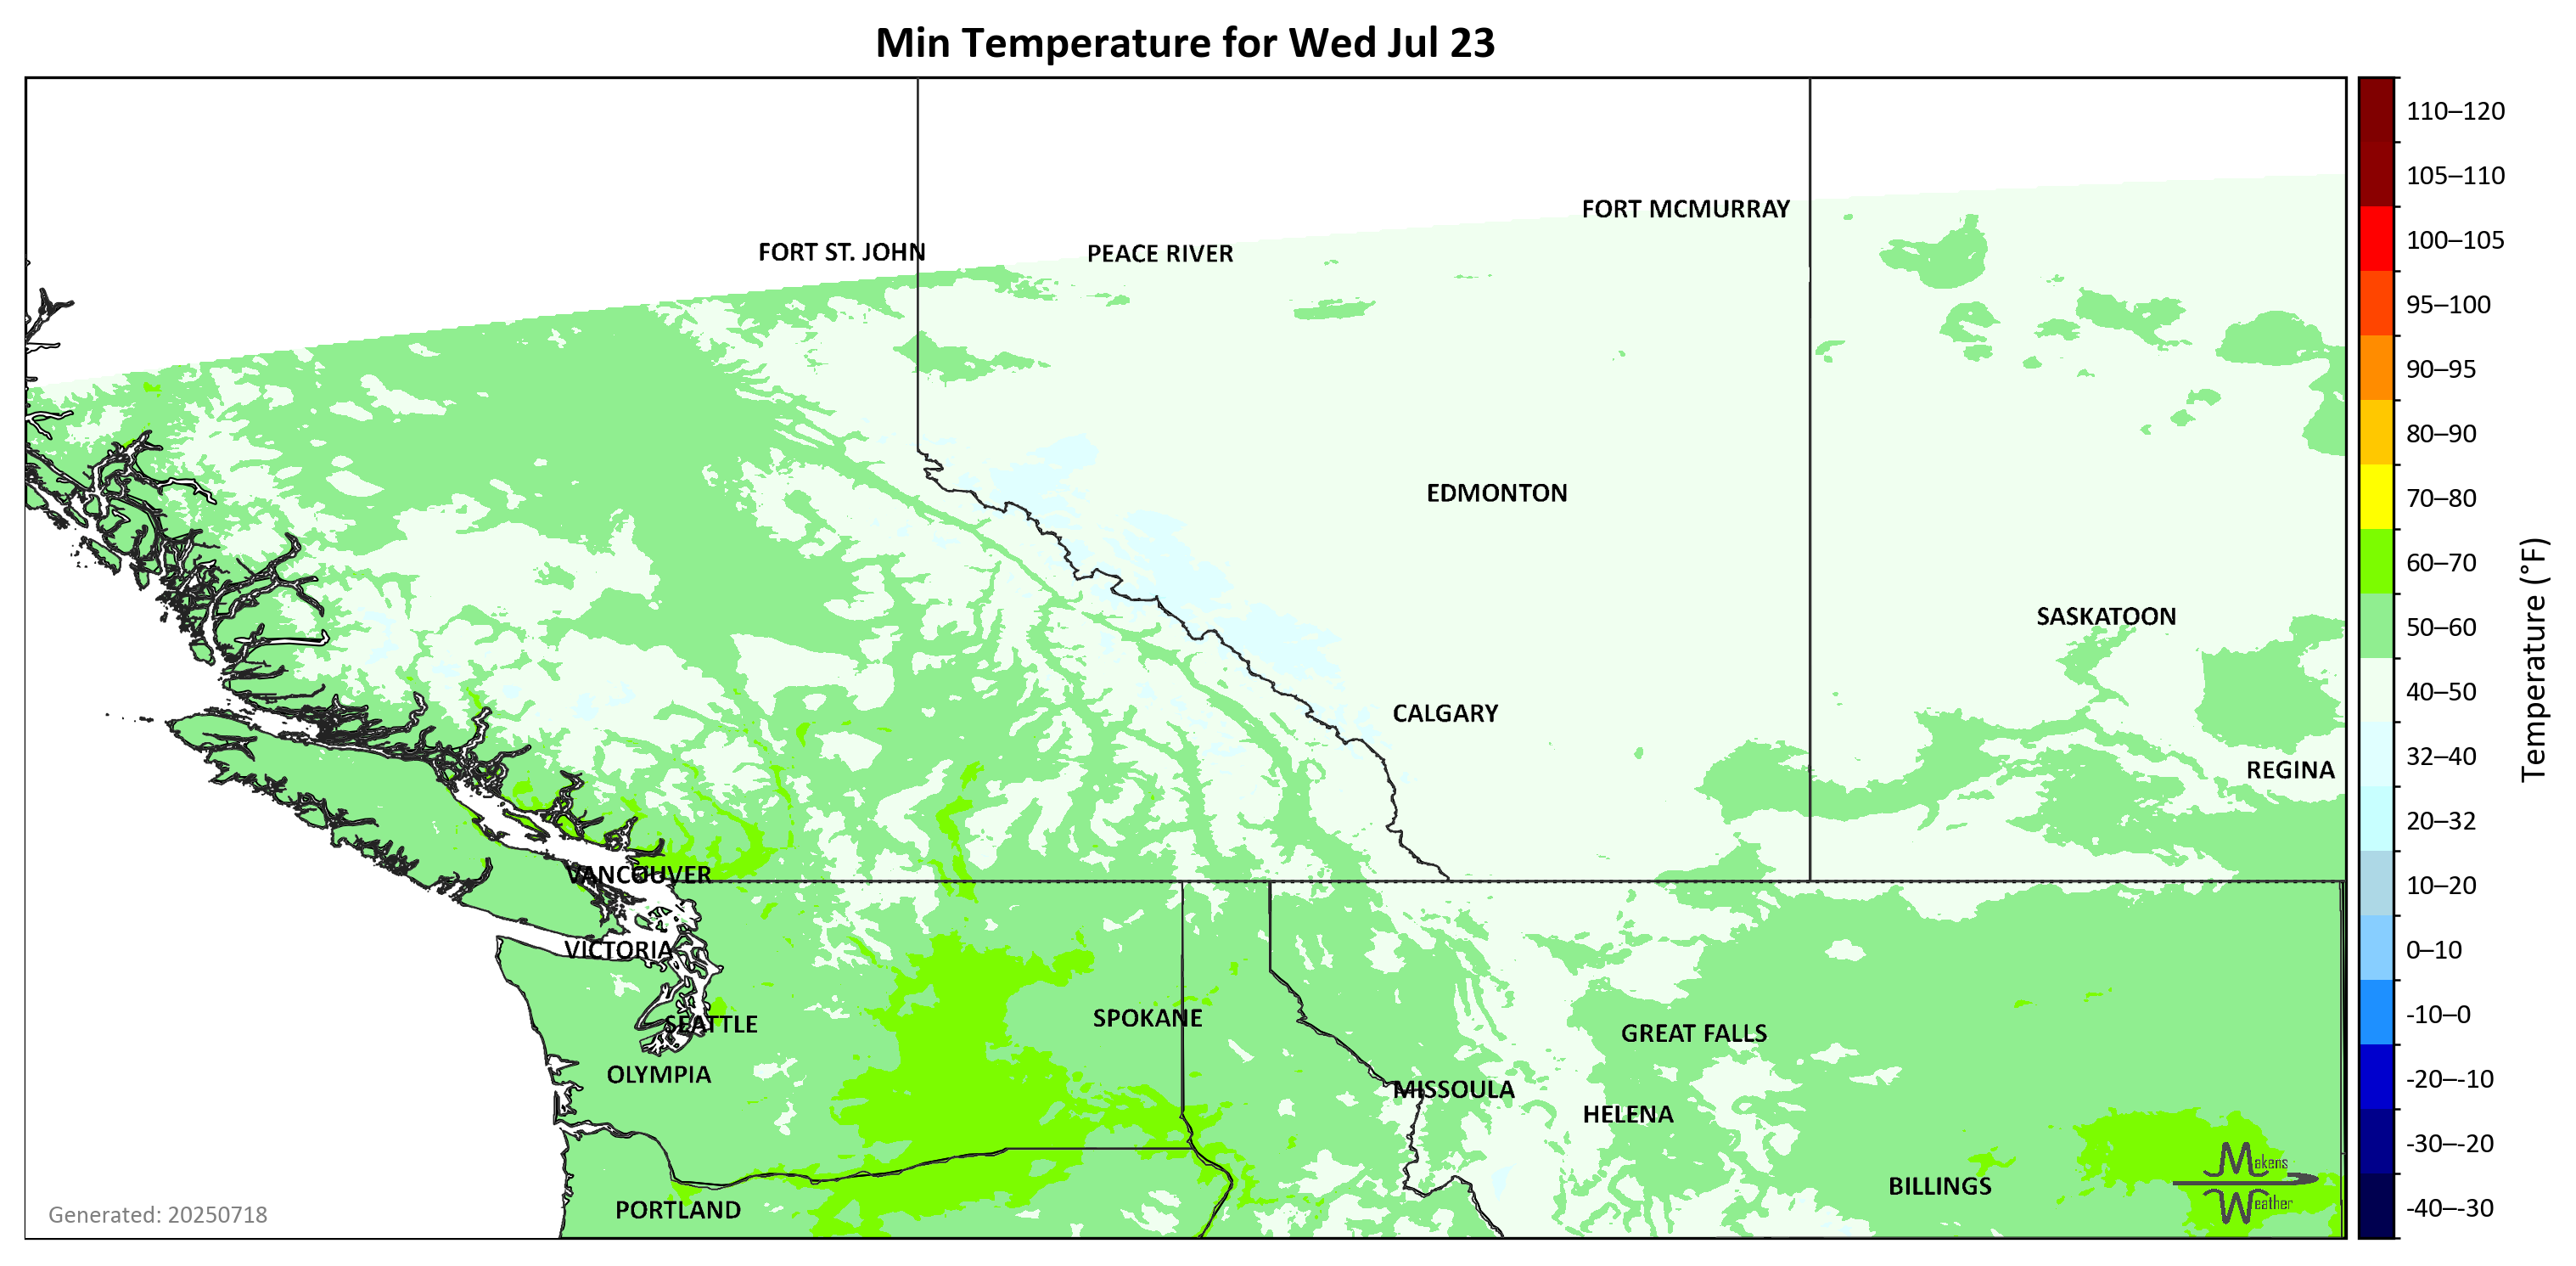 Min Temperature for Wed Jul 23
FORT MCMURRAY
FORT ST. JOHN
PEACE RIVER
EDMONTON
SASKATOON
CALGARY
REGINA
VANCOUVER
VICTORIA
SEATTLE
SPOKANE
GREAT FALLS
OLYMPIA
MISSOULA
HELENA
BILLINGS
PORTLAND
Makens
Weather
Generated: 20250718
110–120
105–110
100–105
95–100
90–95
80–90
70–80
60–70
50–60
40–50
32–40
20–32
10–20
0–10
-10–0
-20–-10
-30–-20
-40–-30
Temperature (°F)